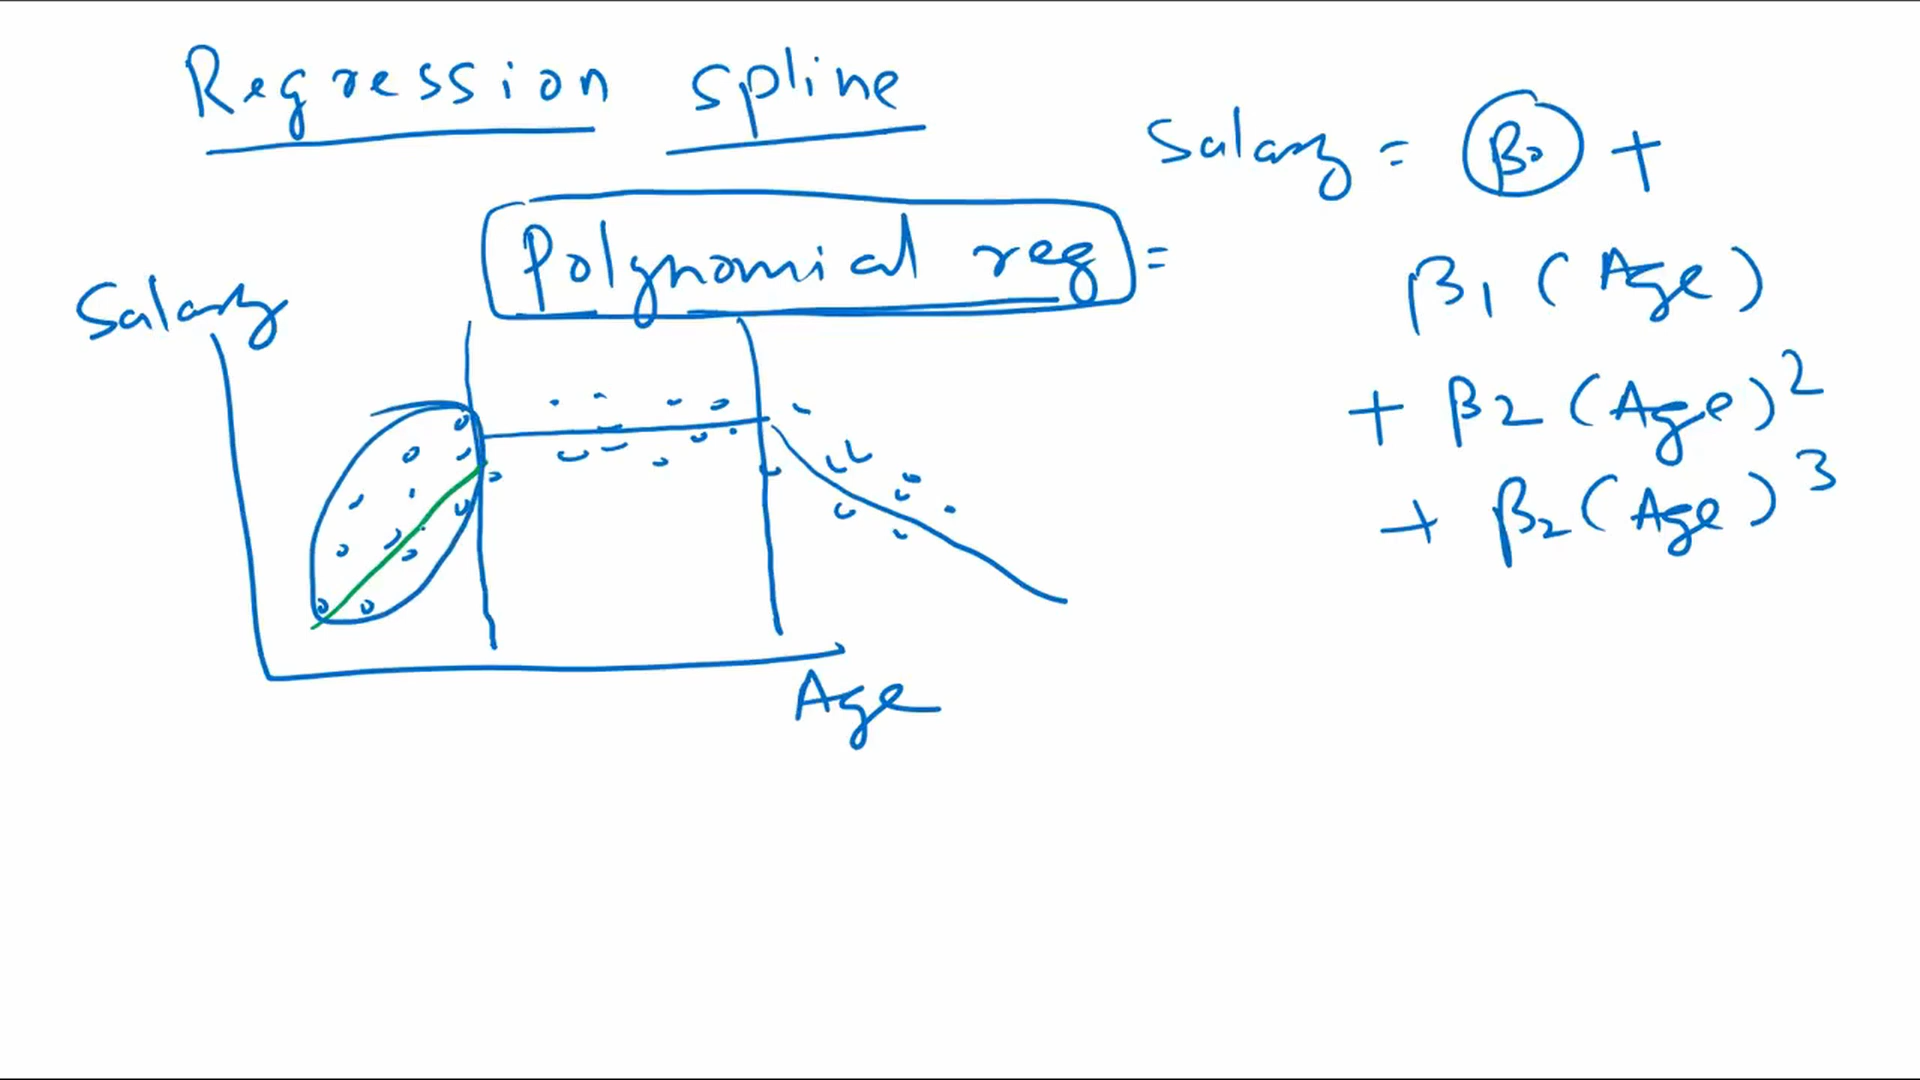 Regression spline
Salary = β0 +
Polynomial reg =
β1 (Age)
Salary
+ β2 (Age)²
+ β2 (Age)³
Age